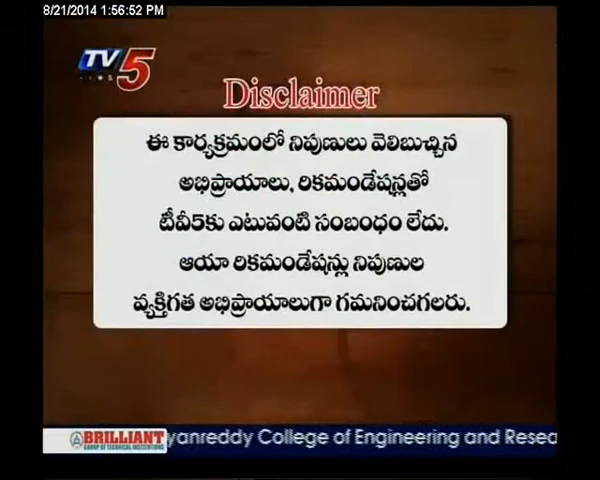 8/21/2014 1:56:52 PM
TV5
NEWS
Disclaimer
ఈ కార్యక్రమంలో నిపుణులు వెలిబుచ్చిన
అభిప్రాయాలు, రికమండేషన్లతో
టీవీ5కు ఎటువంటి సంబంధం లేదు.
ఆయా రికమండేషన్లు నిపుణుల
వ్యక్తిగత అభిప్రాయాలుగా గమనించగలరు.
BRILLIANT
GROUP OF TECHNICAL INSTITUTIONS
yanreddy College of Engineering and Resea